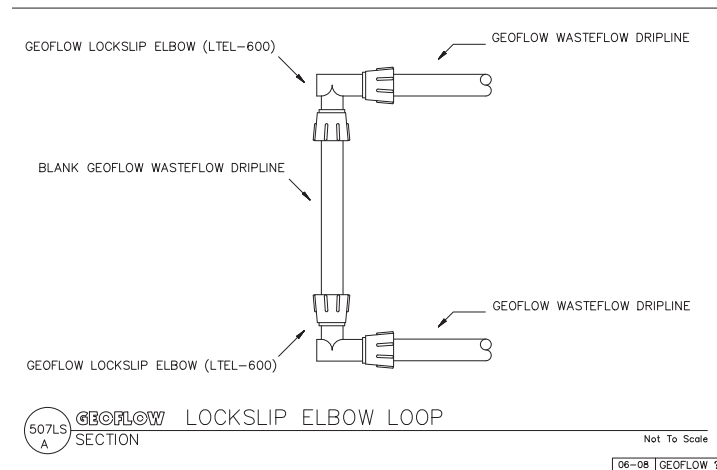 GEOFLOW LOCKSLIP ELBOW (LTEL-600)
GEOFLOW WASTEFLOW DRIPLINE
BLANK GEOFLOW WASTEFLOW DRIPLINE
GEOFLOW WASTEFLOW DRIPLINE
GEOFLOW LOCKSLIP ELBOW (LTEL-600)
507LS
A
GEOFLOW LOCKSLIP ELBOW LOOP
SECTION
Not To Scale
06-08 GEOFLOW